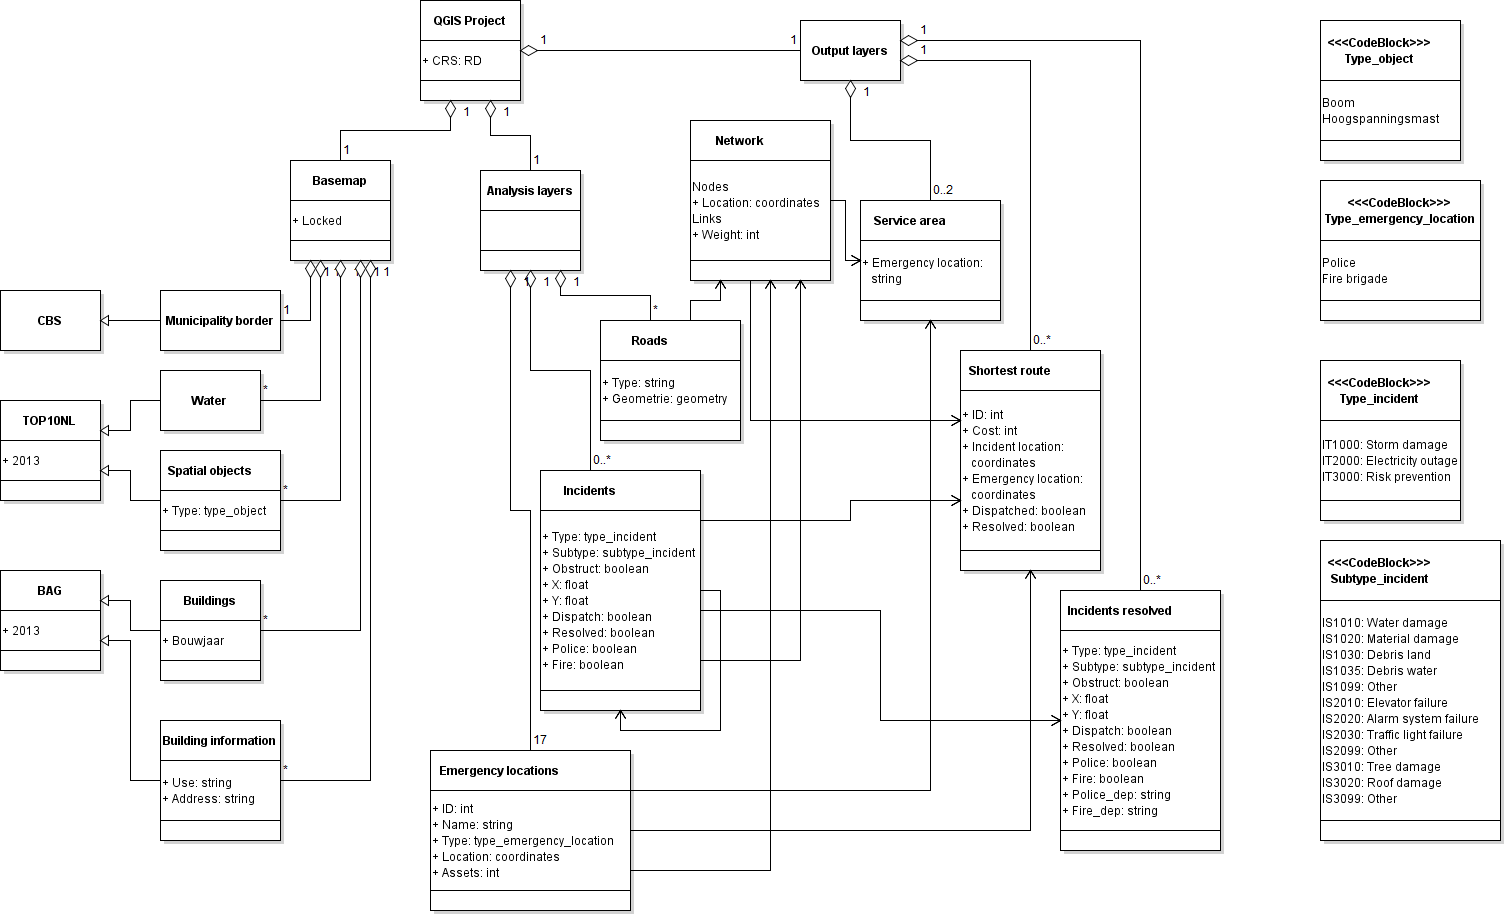 QGIS Project
+ CRS: RD
1
1
Output layers
1
1
1
1
1
1
1
Basemap
+ Locked
Analysis layers
Network
Nodes
+ Location: coordinates
Links
+ Weight: int
0..2
Service area
+ Emergency location:
string
1
1
1
1
1
1
CBS
Municipality border
1
Water
*
TOP10NL
+ 2013
Spatial objects
+ Type: type_object
*
BAG
+ 2013
Buildings
+ Bouwjaar
*
Building information
+ Use: string
+ Address: string
*
*
Roads
+ Type: string
+ Geometrie: geometry
0..*
Incidents
+ Type: type_incident
+ Subtype: subtype_incident
+ Obstruct: boolean
+ X: float
+ Y: float
+ Dispatch: boolean
+ Resolved: boolean
+ Police: boolean
+ Fire: boolean
17
Emergency locations
+ ID: int
+ Name: string
+ Type: type_emergency_location
+ Location: coordinates
+ Assets: int
0..*
Shortest route
+ ID: int
+ Cost: int
+ Incident location:
coordinates
+ Emergency location:
coordinates
+ Dispatched: boolean
+ Resolved: boolean
0..*
Incidents resolved
+ Type: type_incident
+ Subtype: subtype_incident
+ Obstruct: boolean
+ X: float
+ Y: float
+ Dispatch: boolean
+ Resolved: boolean
+ Police: boolean
+ Fire: boolean
+ Police_dep: string
+ Fire_dep: string
<<<CodeBlock>>>
Type_object
Boom
Hoogspanningsmast
<<<CodeBlock>>>
Type_emergency_location
Police
Fire brigade
<<<CodeBlock>>>
Type_incident
IT1000: Storm damage
IT2000: Electricity outage
IT3000: Risk prevention
<<<CodeBlock>>>
Subtype_incident
IS1010: Water damage
IS1020: Material damage
IS1030: Debris land
IS1035: Debris water
IS1099: Other
IS2010: Elevator failure
IS2020: Alarm system failure
IS2030: Traffic light failure
IS2099: Other
IS3010: Tree damage
IS3020: Roof damage
IS3099: Other